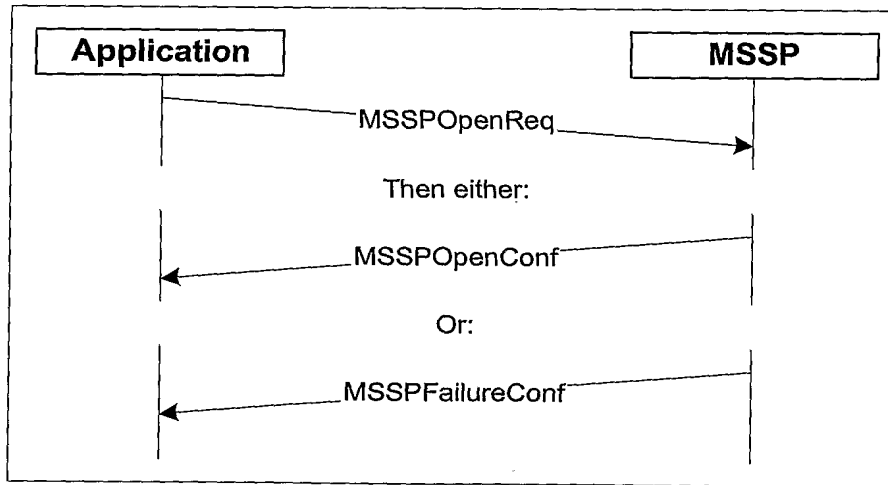 Application
MSSP
MSSPOpenReq
Then either:
MSSPOpenConf
Or:
MSSPFailureConf